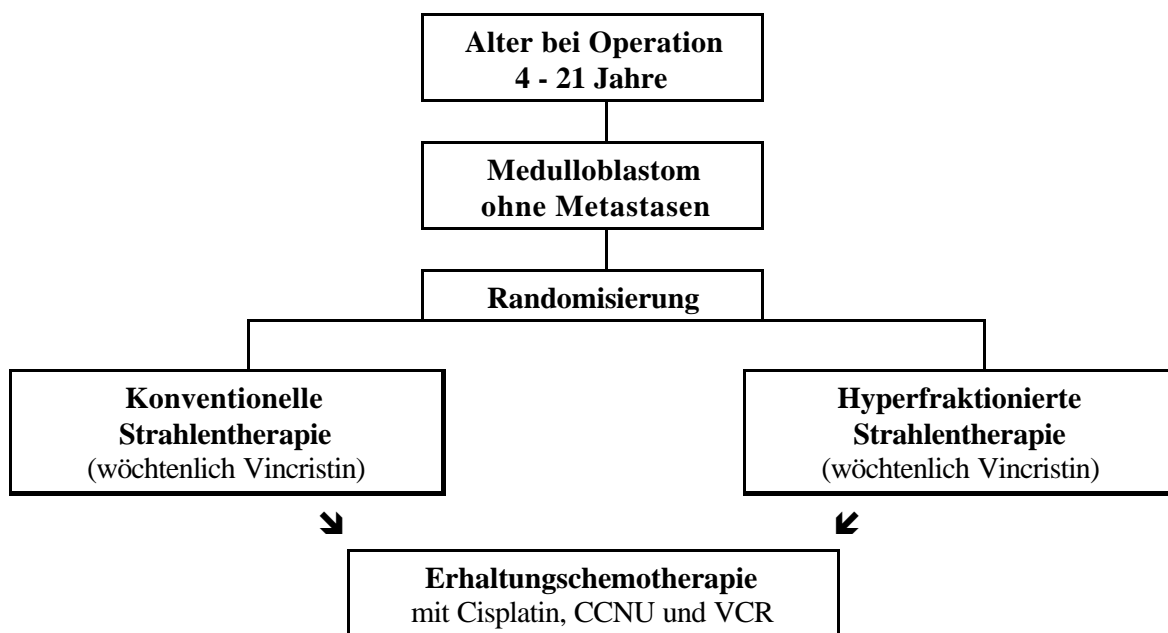 Alter bei Operation
4 - 21 Jahre
Medulloblastom
ohne Metastasen
Randomisierung
Konventionelle
Strahlentherapie
(wöchtenlich Vincristin)
Hyperfraktionierte
Strahlentherapie
(wöchtenlich Vincristin)
Erhaltungschemotherapie
mit Cisplatin, CCNU und VCR